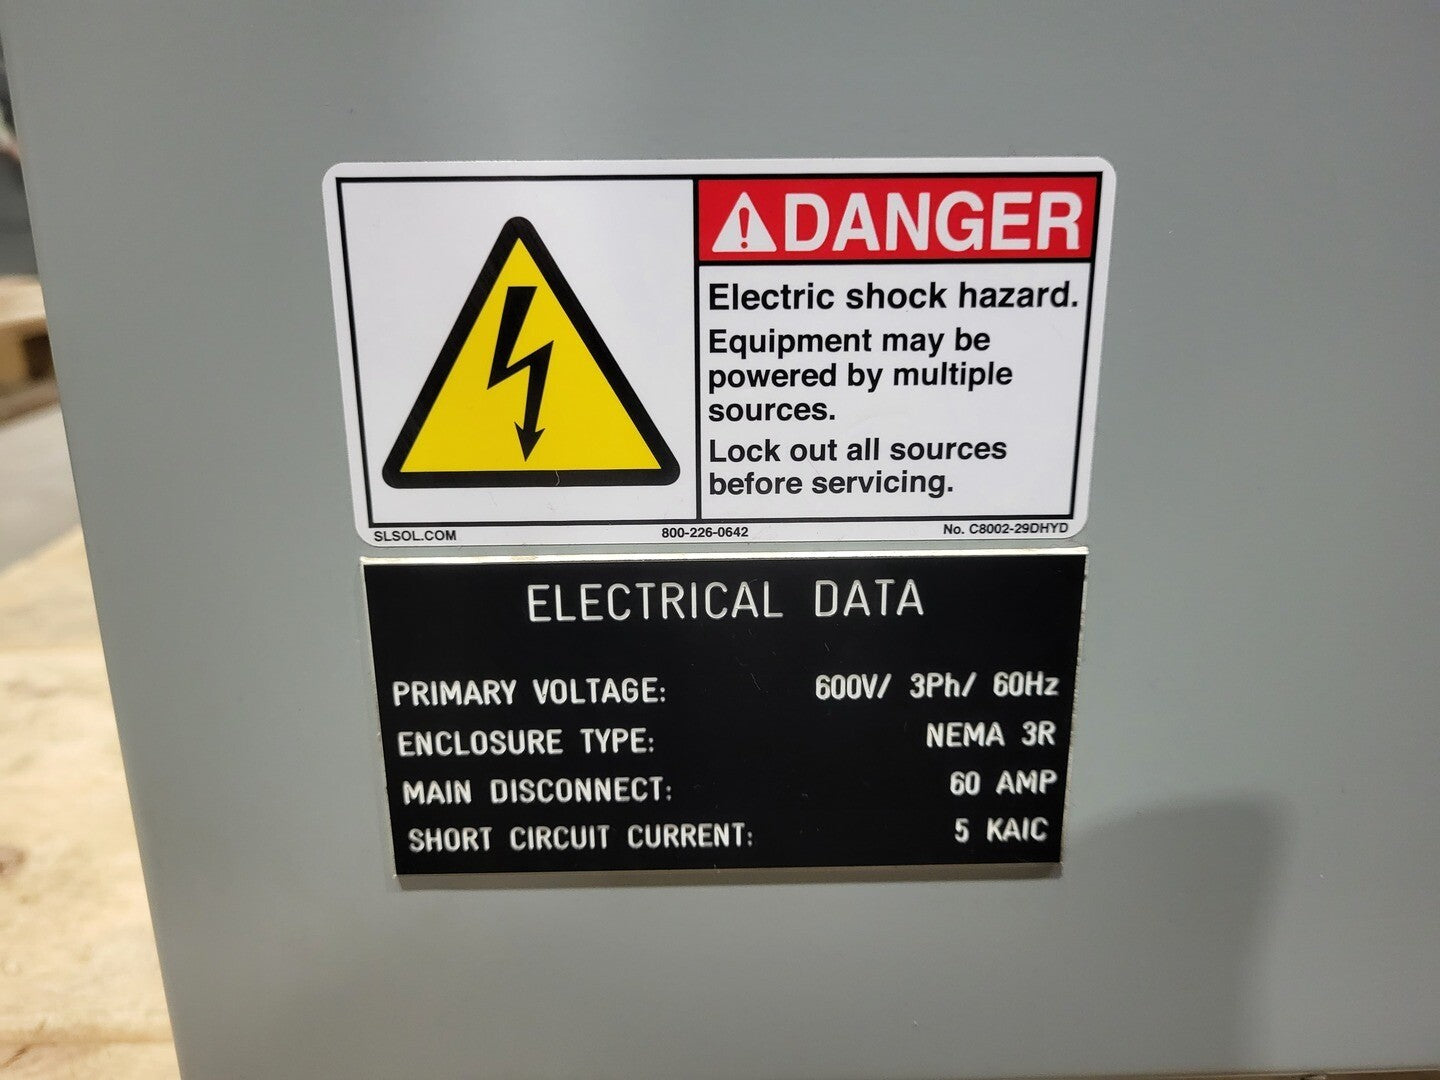 DANGER
Electric shock hazard.
Equipment may be
powered by multiple
sources.
Lock out all sources
before servicing.
SLSOL.COM 800-226-0642 No. C8002-29DHYD
ELECTRICAL DATA
PRIMARY VOLTAGE: 600V/ 3Ph/ 60Hz
ENCLOSURE TYPE: NEMA 3R
MAIN DISCONNECT: 60 AMP
SHORT CIRCUIT CURRENT: 5 KAIC